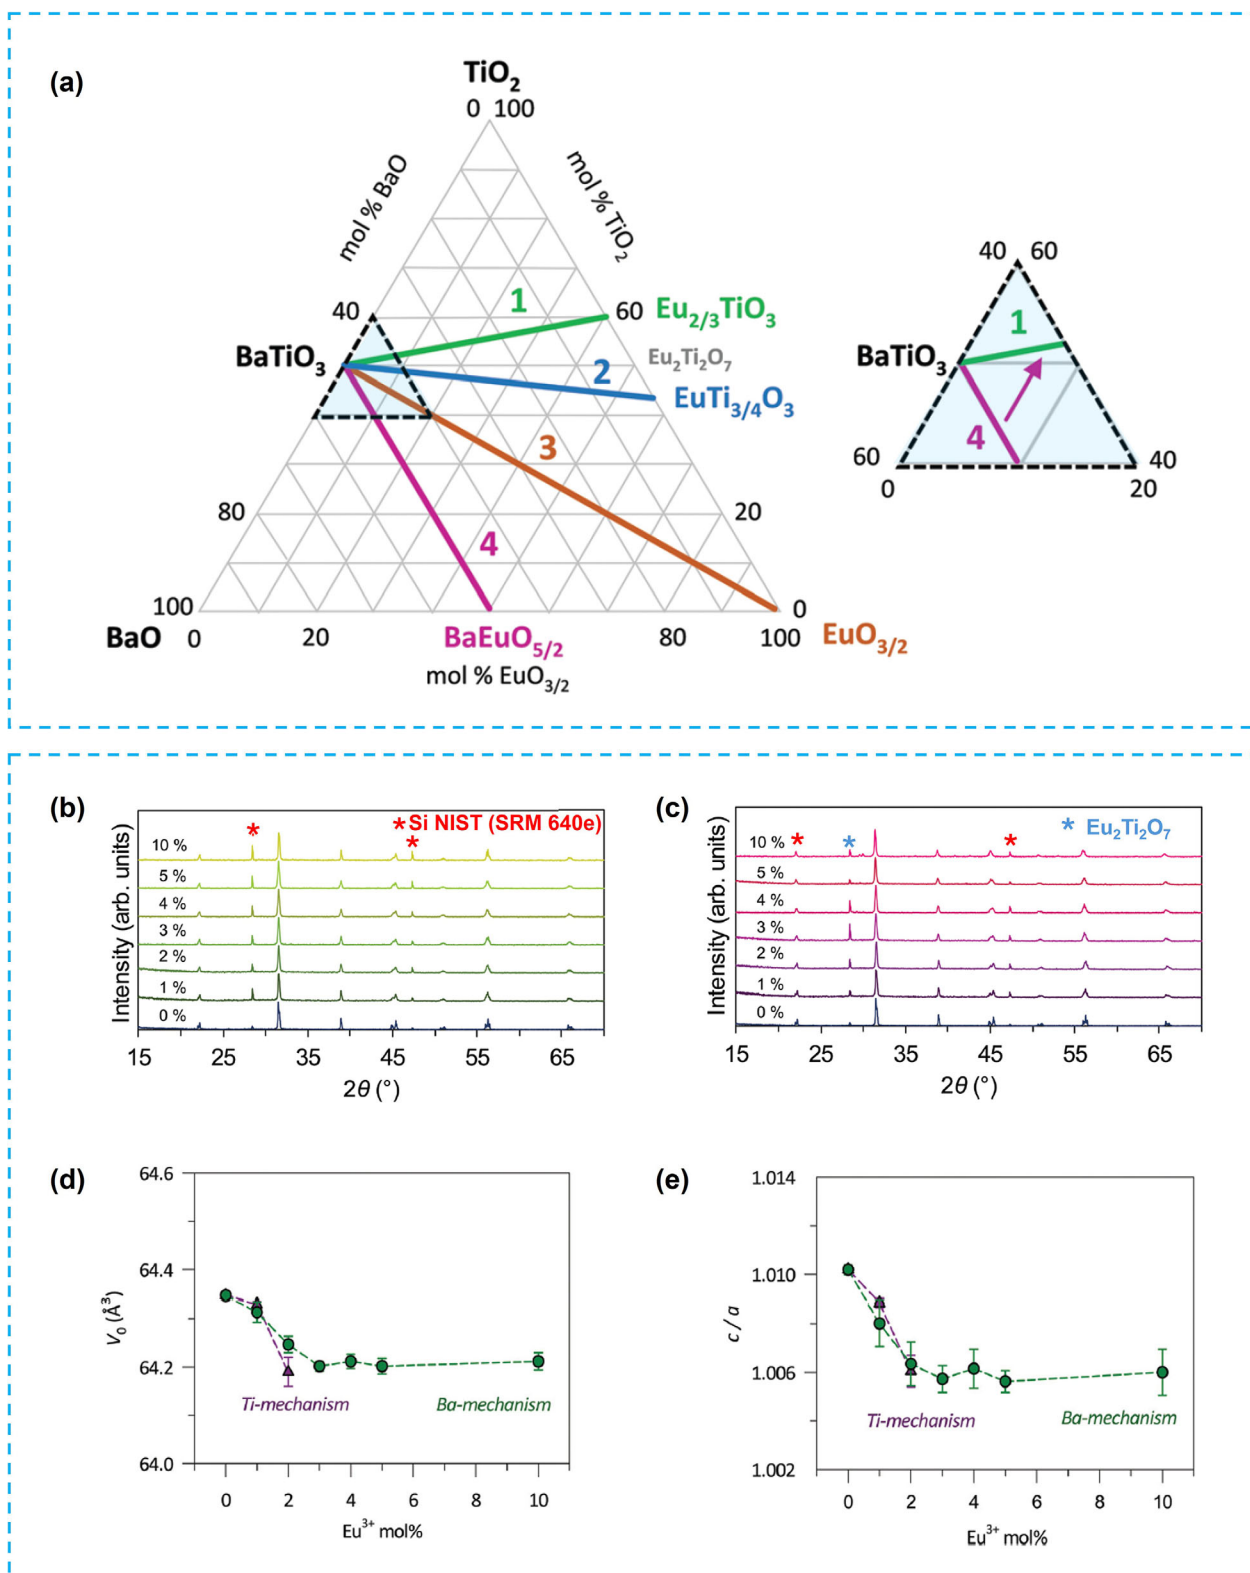 (a)
TiO₂
0 100
mol % BaO
mol % TiO₂
40
1
60
Eu₂/₃TiO₃
BaTiO₃
2
Eu₂Ti₂O₇
EuTi₃/₄O₃
3
80
20
4
100
0
BaO
0
20
BaEuO₅/₂
80
100
EuO₃/₂
mol % EuO₃/₂
40 60
1
BaTiO₃
4
60
40
0
20
(b)
* Si NIST (SRM 640e)
*
*
10 %
5 %
4 %
3 %
2 %
1 %
0 %
Intensity (arb. units)
15 25 35 45 55 65
2θ (°)
(c)
* Eu₂Ti₂O₇
*
*
*
10 %
5 %
4 %
3 %
2 %
1 %
0 %
Intensity (arb. units)
15 25 35 45 55 65
2θ (°)
(d)
64.6
64.4
64.2
64.0
V₀ (Å³)
Ti-mechanism
Ba-mechanism
0 2 4 6 8 10
Eu³⁺ mol%
(e)
1.014
1.010
1.006
1.002
c / a
Ti-mechanism
Ba-mechanism
0 2 4 6 8 10
Eu³⁺ mol%